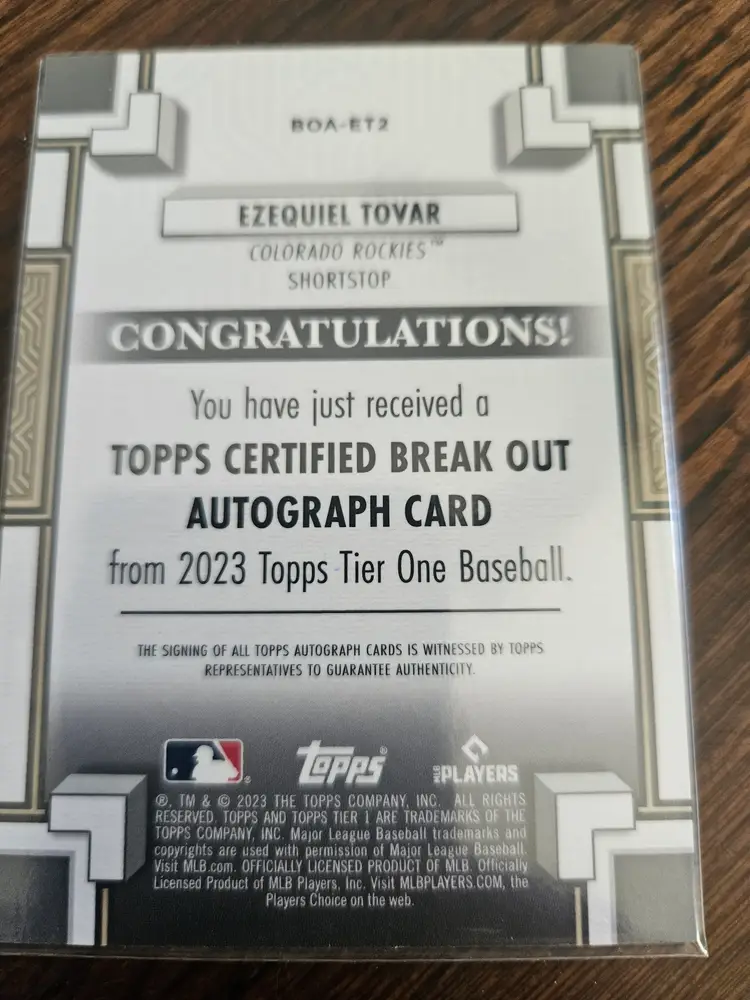 BOA-ET2
EZEQUIEL TOVAR
COLORADO ROCKIES™
SHORTSTOP
CONGRATULATIONS!
You have just received a
TOPPS CERTIFIED BREAK OUT
AUTOGRAPH CARD
from 2023 Topps Tier One Baseball.
THE SIGNING OF ALL TOPPS AUTOGRAPH CARDS IS WITNESSED BY TOPPS
REPRESENTATIVES TO GUARANTEE AUTHENTICITY.
Topps
MLB PLAYERS
®, TM & © 2023 THE TOPPS COMPANY, INC. ALL RIGHTS
RESERVED. TOPPS AND TOPPS TIER 1 ARE TRADEMARKS OF THE
TOPPS COMPANY, INC. Major League Baseball trademarks and
copyrights are used with permission of Major League Baseball.
Visit MLB.com. OFFICIALLY LICENSED PRODUCT OF MLB. Officially
Licensed Product of MLB Players, Inc. Visit MLBPLAYERS.COM, the
Players Choice on the web.